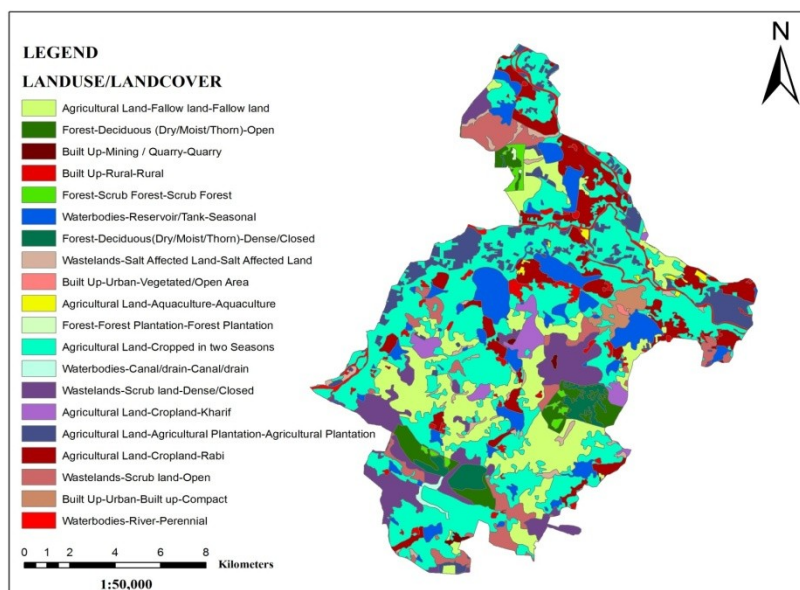 N
LEGEND
LANDUSE/LANDCOVER
Agricultural Land-Fallow land-Fallow land
Forest-Deciduous (Dry/Moist/Thorn)-Open
Built Up-Mining / Quarry-Quarry
Built Up-Rural-Rural
Forest-Scrub Forest-Scrub Forest
Waterbodies-Reservoir/Tank-Seasonal
Forest-Deciduous(Dry/Moist/Thorn)-Dense/Closed
Wastelands-Salt Affected Land-Salt Affected Land
Built Up-Urban-Vegetated/Open Area
Agricultural Land-Aquaculture-Aquaculture
Forest-Forest Plantation-Forest Plantation
Agricultural Land-Cropped in two Seasons
Waterbodies-Canal/drain-Canal/drain
Wastelands-Scrub land-Dense/Closed
Agricultural Land-Cropland-Kharif
Agricultural Land-Agricultural Plantation-Agricultural Plantation
Agricultural Land-Cropland-Rabi
Wastelands-Scrub land-Open
Built Up-Urban-Built up-Compact
Waterbodies-River-Perennial
0 1 2 4 6 8
Kilometers
1:50,000